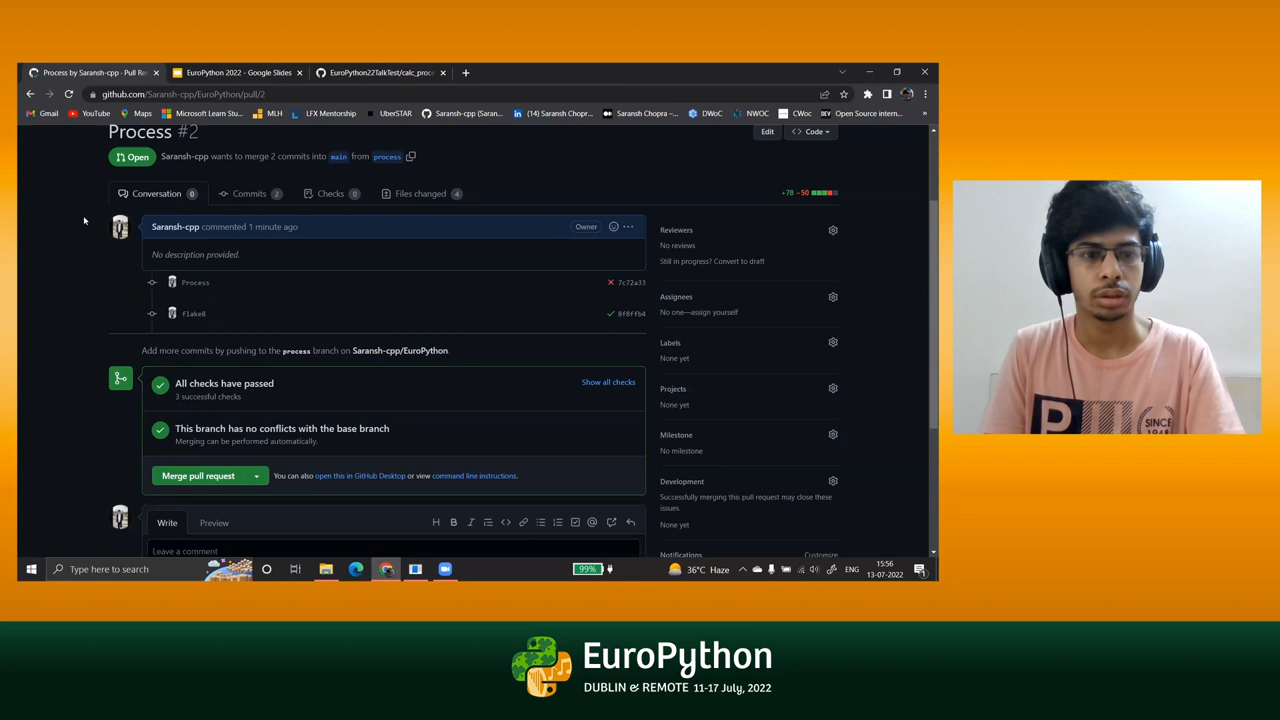 Process by Saransh-cpp · Pull Re
EuroPython 2022 - Google Slides
EuroPython22TalkTest/calc_proce
github.com/Saransh-cpp/EuroPython/pull/2
Gmail
YouTube
Maps
Microsoft Learn Stu...
MLH
LFX Mentorship
UberSTAR
Saransh-cpp (Saran...
(14) Saransh Chopr...
Saransh Chopra –...
DWoC
NWOC
CWoc
Open Source intern...
Process #2
Edit
Code
Open
Saransh-cpp wants to merge 2 commits into main from process
Conversation 0
Commits 2
Checks 0
Files changed 4
+78 −50
Saransh-cpp commented 1 minute ago
Owner
No description provided.
Process
7c72a33
flake8
8f8ffb4
Add more commits by pushing to the process branch on Saransh-cpp/EuroPython.
All checks have passed
3 successful checks
Show all checks
This branch has no conflicts with the base branch
Merging can be performed automatically.
Merge pull request
You can also open this in GitHub Desktop or view command line instructions.
Write
Preview
Leave a comment
Reviewers
No reviews
Still in progress? Convert to draft
Assignees
No one—assign yourself
Labels
None yet
Projects
None yet
Milestone
No milestone
Development
Successfully merging this pull request may close these
issues.
None yet
Notifications
Customize
Type here to search
99%
36°C Haze
ENG
15:56
13-07-2022
1
P
SINCE
EuroPython
DUBLIN & REMOTE 11-17 July, 2022